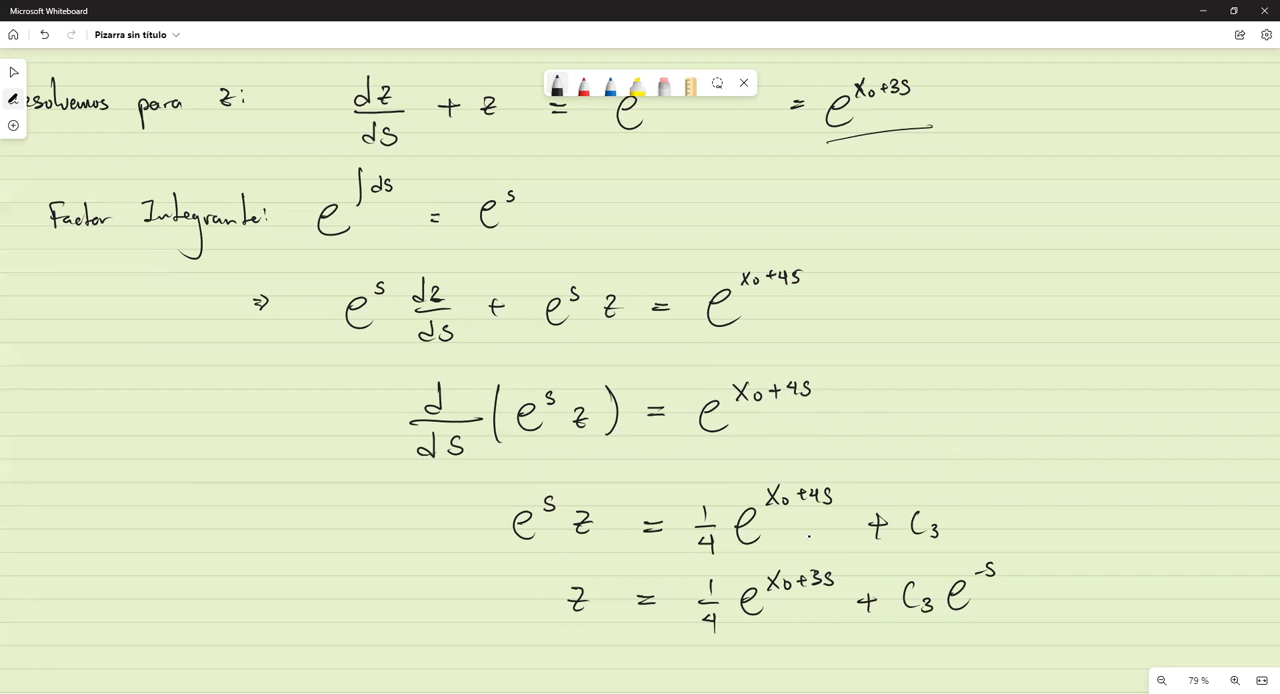 Microsoft Whiteboard
Pizarra sin título
solvemos para z: dz/ds + z = e = e^(x₀+3s)
Factor Integrante: e^(∫ds) = e^s
⇒ e^s dz/ds + e^s z = e^(x₀+4s)
d/ds (e^s z) = e^(x₀+4s)
e^s z = 1/4 e^(x₀+4s) + C₃
z = 1/4 e^(x₀+3s) + C₃ e^(-s)
79 %